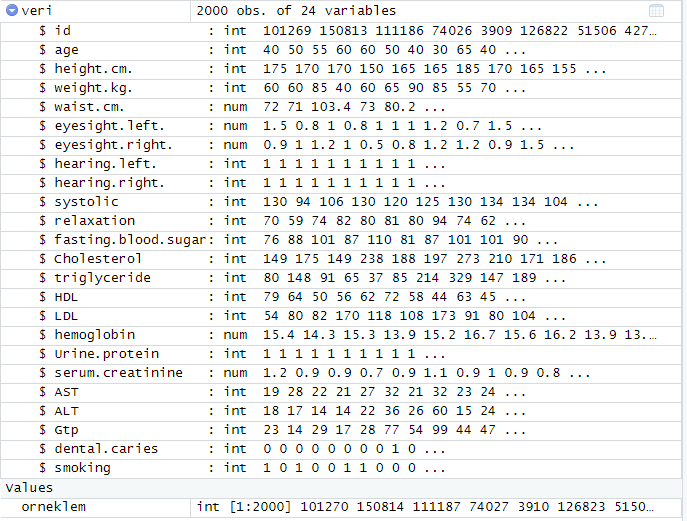 veri 2000 obs. of 24 variables
$ id : int 101269 150813 111186 74026 3909 126822 51506 427…
$ age : int 40 50 55 60 60 50 40 30 65 40 ...
$ height.cm. : int 175 170 170 150 165 165 185 170 165 155 ...
$ weight.kg. : int 60 60 85 40 60 65 90 85 55 70 ...
$ waist.cm. : num 72 71 103.4 73 80.2 ...
$ eyesight.left. : num 1.5 0.8 1 0.8 1 1 1 1.2 0.7 1.5 ...
$ eyesight.right. : num 0.9 1 1.2 1 0.5 0.8 1.2 1.2 0.9 1.5 ...
$ hearing.left. : int 1 1 1 1 1 1 1 1 1 1 ...
$ hearing.right. : int 1 1 1 1 1 1 1 1 1 1 ...
$ systolic : int 130 94 106 130 120 125 130 134 134 104 ...
$ relaxation : int 70 59 74 82 80 81 80 94 74 62 ...
$ fasting.blood.sugar: int 76 88 101 87 110 81 87 101 101 90 ...
$ Cholesterol : int 149 175 149 238 188 197 273 210 171 186 ...
$ triglyceride : int 80 148 91 65 37 85 214 329 147 189 ...
$ HDL : int 79 64 50 56 62 72 58 44 63 45 ...
$ LDL : int 54 80 82 170 118 108 173 91 80 104 ...
$ hemoglobin : num 15.4 14.3 15.3 13.9 15.2 16.7 15.6 16.2 13.9 13.…
$ Urine.protein : int 1 1 1 1 1 1 1 1 1 1 ...
$ serum.creatinine : num 1.2 0.9 0.9 0.7 0.9 1.1 0.9 1 0.9 0.8 ...
$ AST : int 19 28 22 21 27 32 21 32 23 24 ...
$ ALT : int 18 17 14 14 22 36 26 60 15 24 ...
$ Gtp : int 23 14 29 17 28 77 54 99 44 47 ...
$ dental.caries : int 0 0 0 0 0 0 0 0 1 0 ...
$ smoking : int 1 0 1 0 0 1 1 0 0 0 ...
Values
orneklem int [1:2000] 101270 150814 111187 74027 3910 126823 5150…